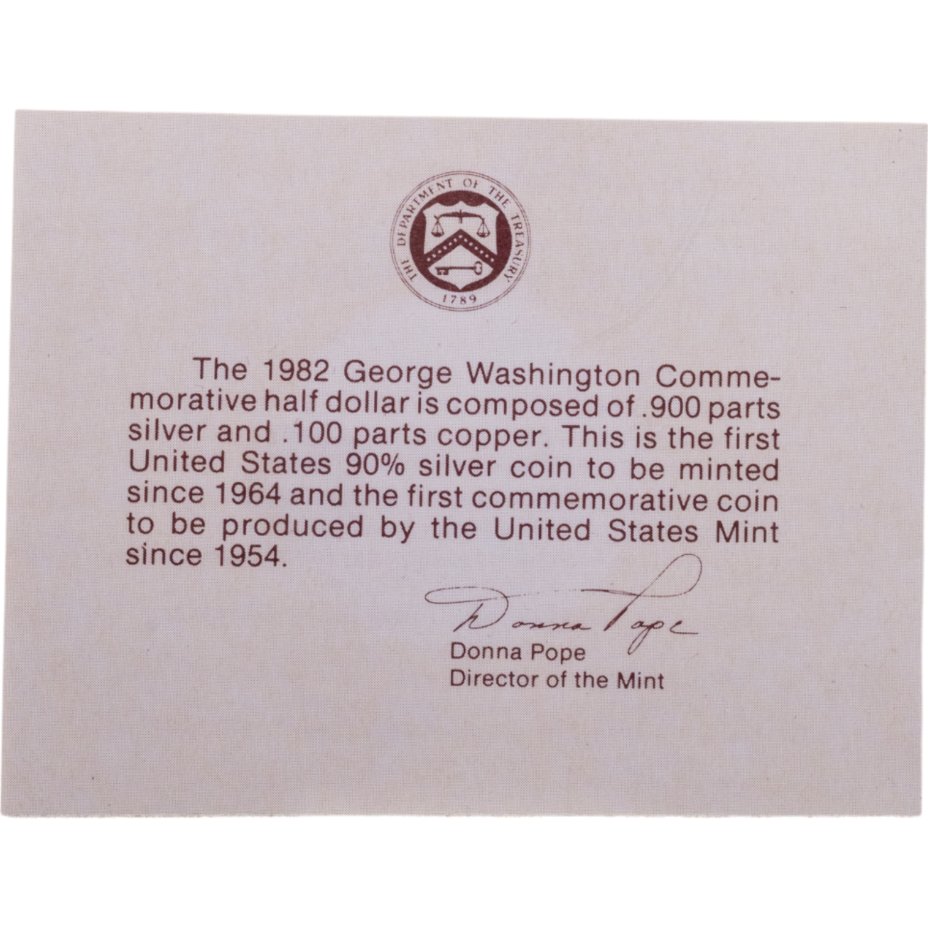 THE DEPARTMENT OF THE TREASURY
1789
The 1982 George Washington Comme-
morative half dollar is composed of .900 parts
silver and .100 parts copper. This is the first
United States 90% silver coin to be minted
since 1964 and the first commemorative coin
to be produced by the United States Mint
since 1954.
Donna Pope
Donna Pope
Director of the Mint